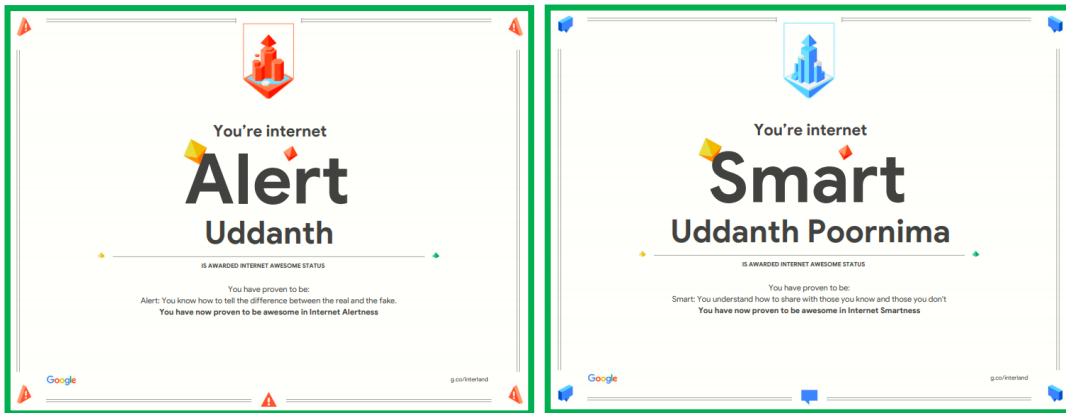 You're internet
Alert
Uddanth
IS AWARDED INTERNET AWESOME STATUS
You have proven to be:
Alert: You know how to tell the difference between the real and the fake.
You have now proven to be awesome in Internet Alertness
Google
g.co/interland
You're internet
Smart
Uddanth Poornima
IS AWARDED INTERNET AWESOME STATUS
You have proven to be:
Smart: You understand how to share with those you know and those you don't
You have now proven to be awesome in Internet Smartness
Google
g.co/interland